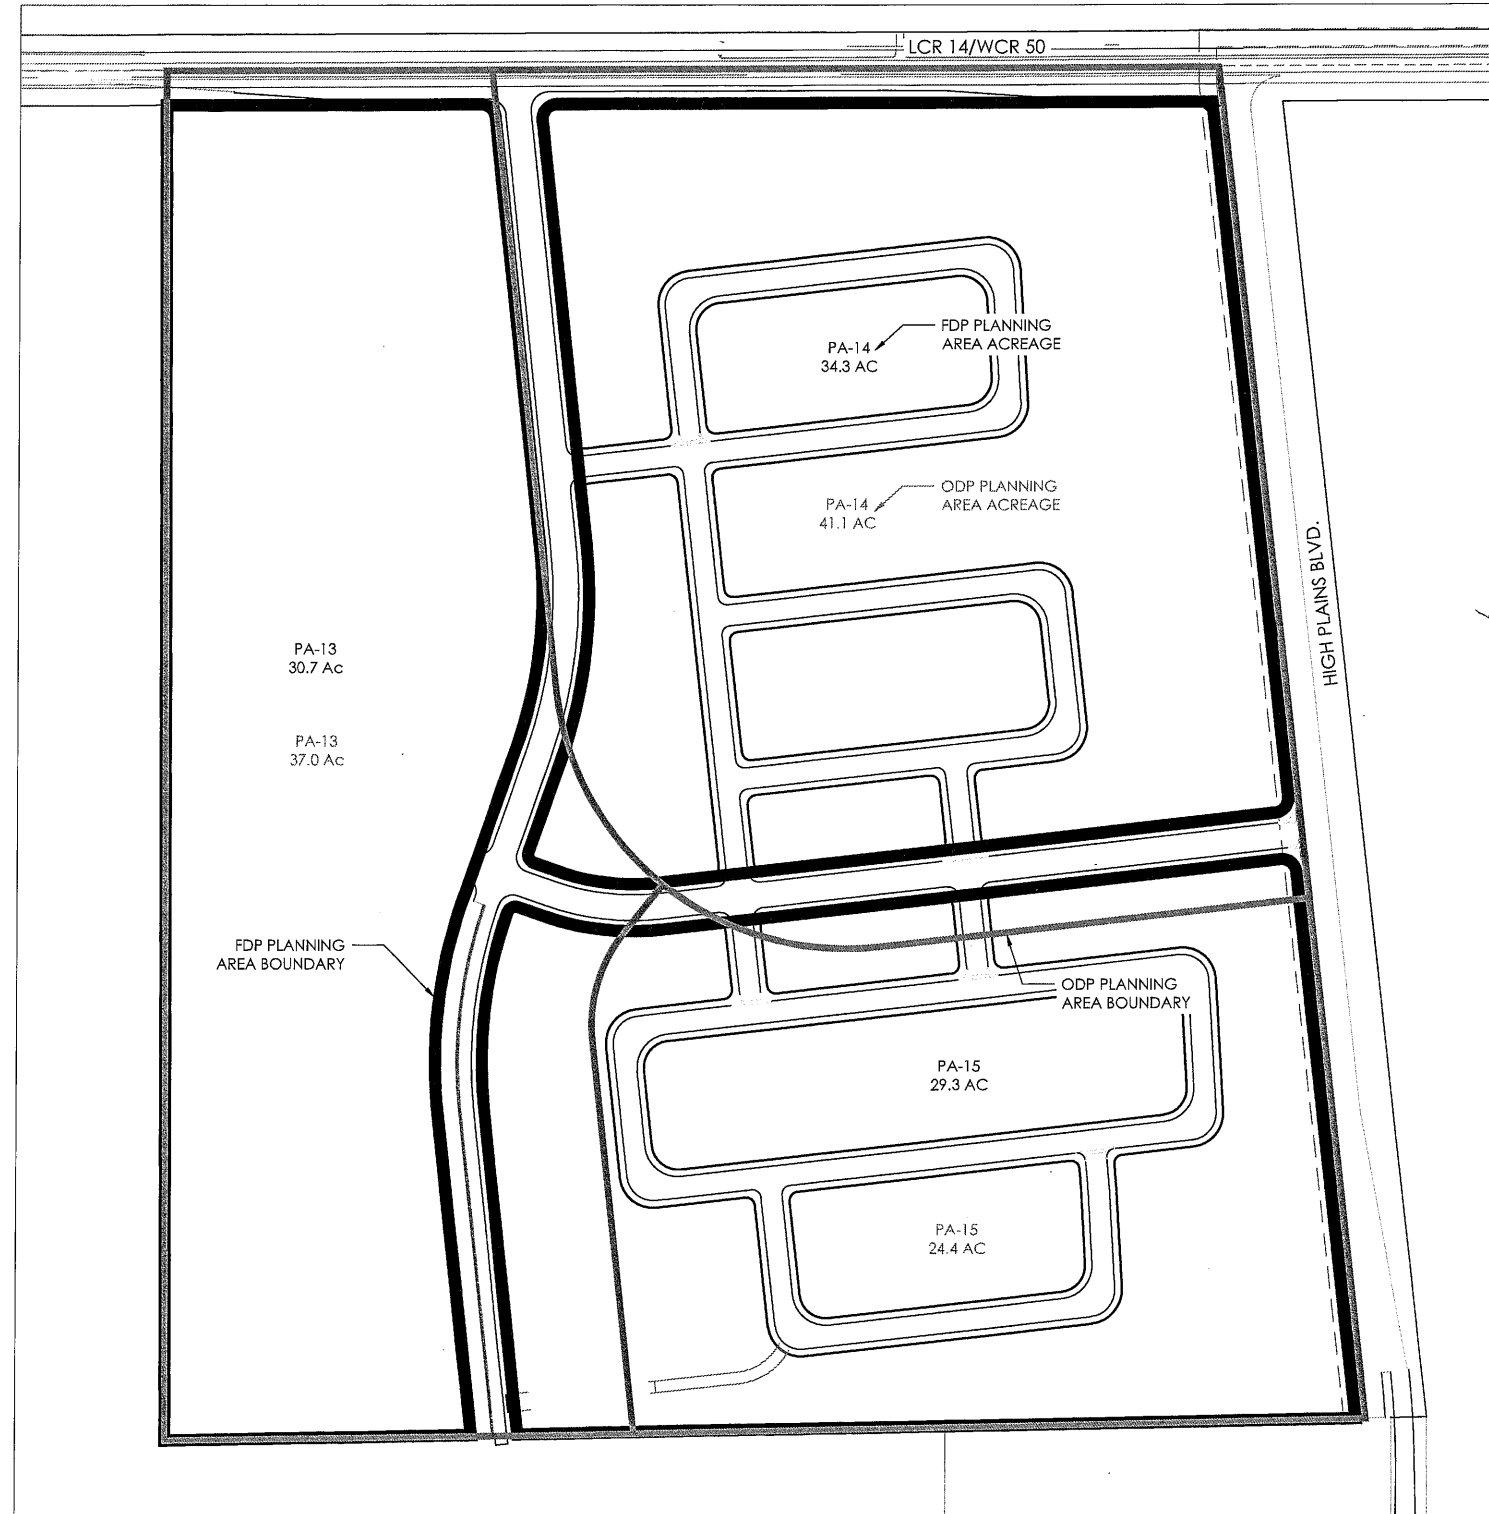 LCR 14/WCR 50
FDP PLANNING
AREA ACREAGE
PA-14
34.3 AC
ODP PLANNING
AREA ACREAGE
PA-14
41.1 AC
HIGH PLAINS BLVD.
PA-13
30.7 Ac
PA-13
37.0 Ac
FDP PLANNING
AREA BOUNDARY
ODP PLANNING
AREA BOUNDARY
PA-15
29.3 AC
PA-15
24.4 AC